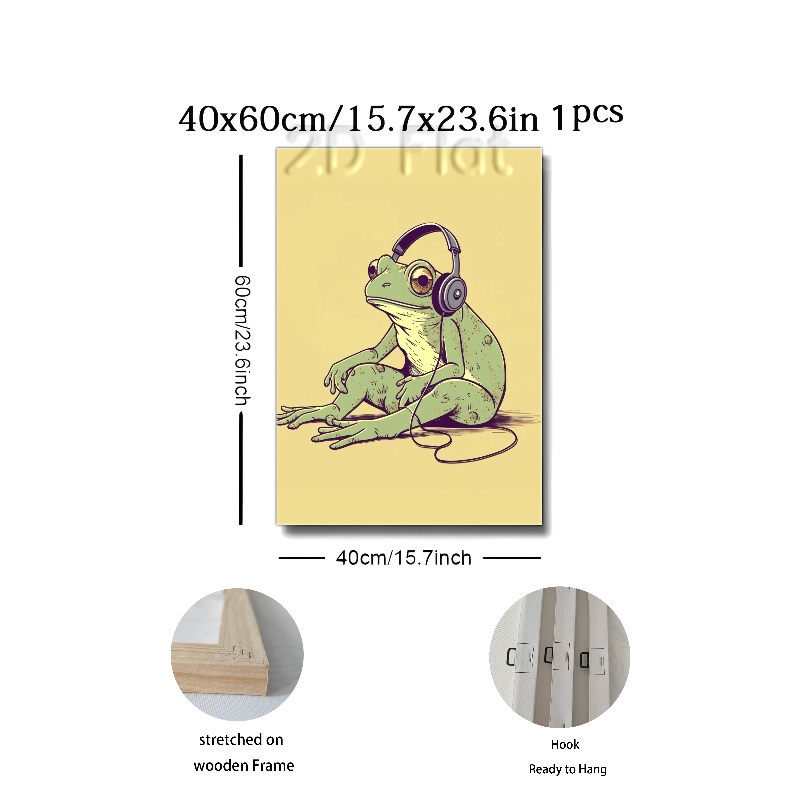 40x60cm/15.7x23.6in 1pcs
2D Flat
60cm/23.6inch
40cm/15.7inch
stretched on
wooden Frame
Hook
Ready to Hang